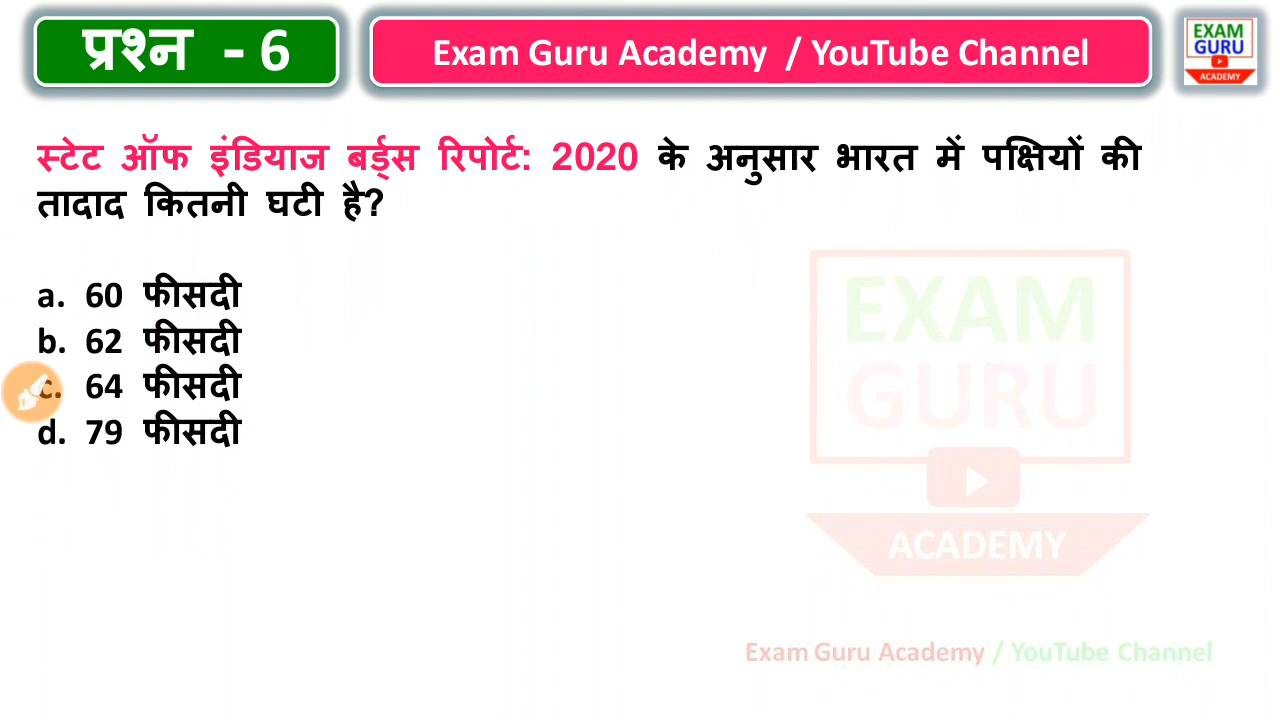 प्रश्न - 6
Exam Guru Academy / YouTube Channel
EXAM
GURU
ACADEMY
स्टेट ऑफ इंडियाज बर्ड्स रिपोर्ट: 2020 के अनुसार भारत में पक्षियों की
तादाद कितनी घटी है?
a. 60 फीसदी
b. 62 फीसदी
c. 64 फीसदी
d. 79 फीसदी
EXAM
GURU
ACADEMY
Exam Guru Academy / YouTube Channel